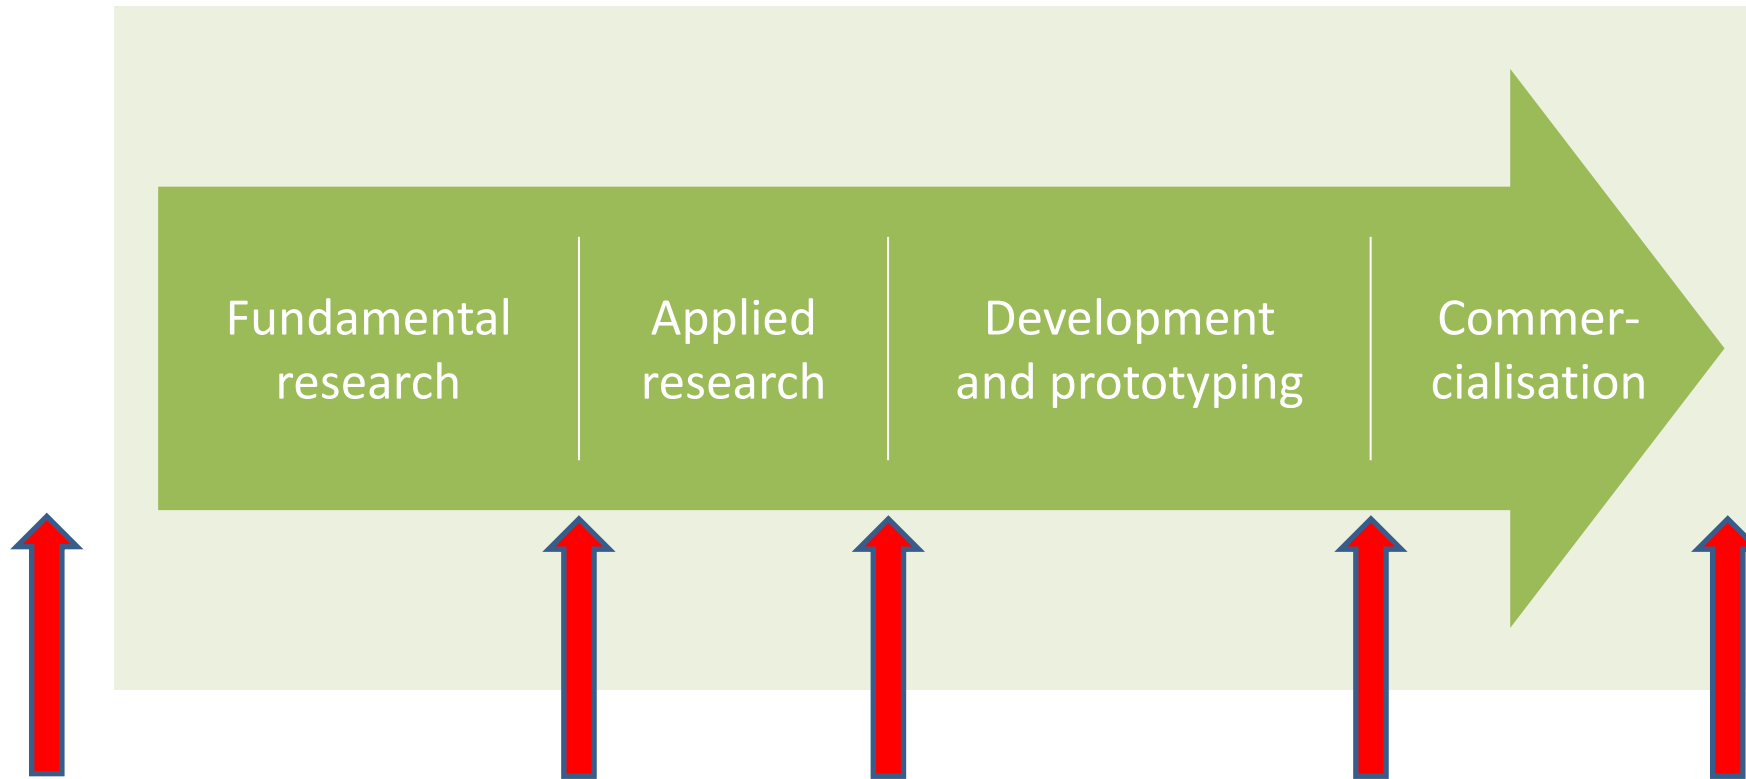 Fundamental
research
Applied
research
Development
and prototyping
Commer-
cialisation